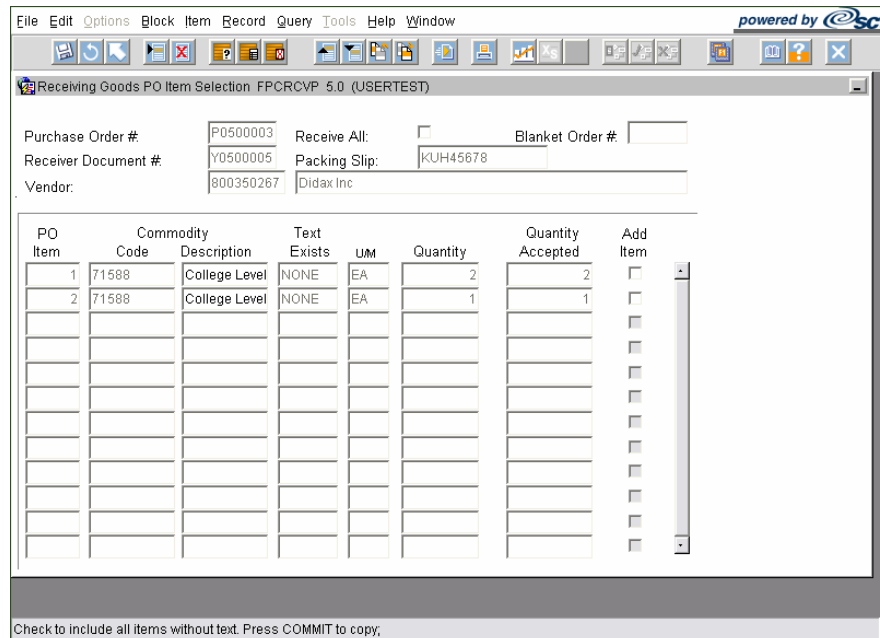 File Edit Options Block Item Record Query Tools Help Window
powered by SC
Receiving Goods PO Item Selection FPCRCVP 5.0 (USERTEST)
Purchase Order #: P0500003 Receive All: Blanket Order #:
Receiver Document #: Y0500005 Packing Slip: KUH45678
Vendor: 800350267 Didax Inc
PO Commodity Text Quantity Add
Item Code Description Exists U/M Quantity Accepted Item
1 71588 College Level NONE EA 2 2
2 71588 College Level NONE EA 1 1
Check to include all items without text. Press COMMIT to copy;